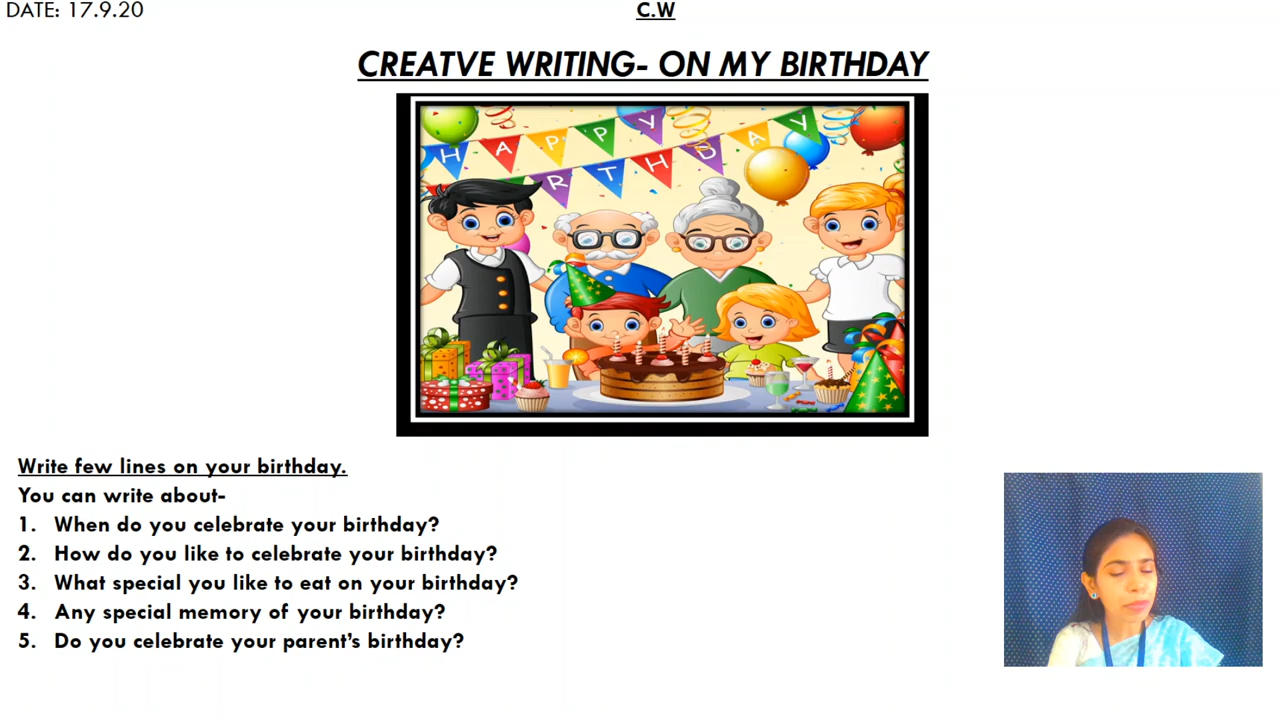 DATE: 17.9.20
C.W
CREATVE WRITING- ON MY BIRTHDAY
HAPPY
RTHDAY
Write few lines on your birthday.
You can write about-
1. When do you celebrate your birthday?
2. How do you like to celebrate your birthday?
3. What special you like to eat on your birthday?
4. Any special memory of your birthday?
5. Do you celebrate your parent's birthday?